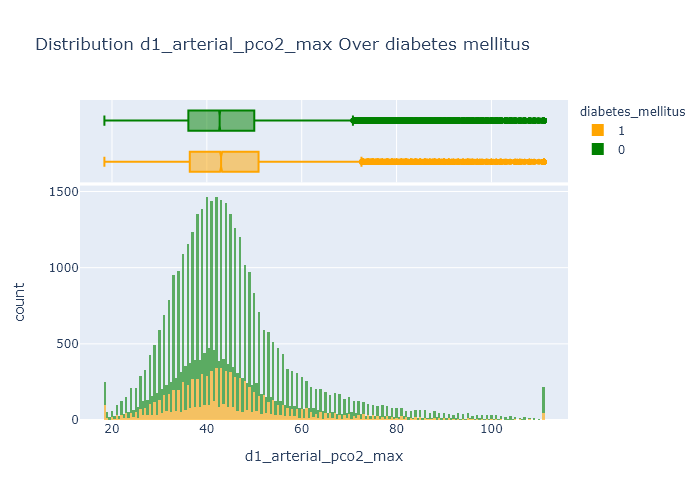 Distribution d1_arterial_pco2_max Over diabetes mellitus
diabetes_mellitus
1
0
1500
1000
500
0
count
20
40
60
80
100
d1_arterial_pco2_max